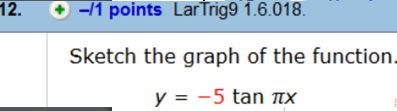 12. –/1 points LarTrig9 1.6.018.
Sketch the graph of the function.
y = −5 tan πx